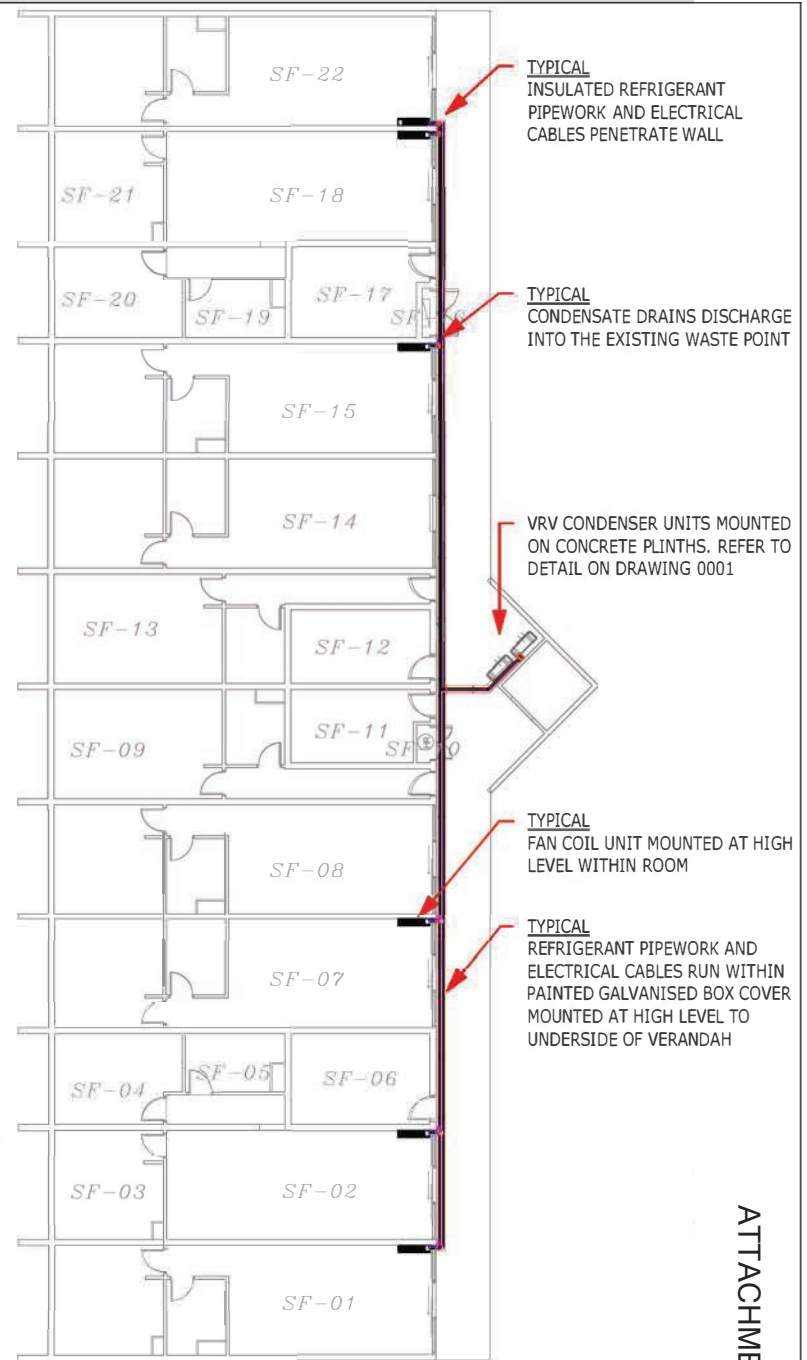 SF-22
TYPICAL
INSULATED REFRIGERANT
PIPEWORK AND ELECTRICAL
CABLES PENETRATE WALL
SF-21
SF-18
SF-20
SF-19
SF-17
SF-
TYPICAL
CONDENSATE DRAINS DISCHARGE
INTO THE EXISTING WASTE POINT
SF-15
SF-14
VRV CONDENSER UNITS MOUNTED
ON CONCRETE PLINTHS. REFER TO
DETAIL ON DRAWING 0001
SF-13
SF-12
SF-11
SF-10
SF-09
TYPICAL
FAN COIL UNIT MOUNTED AT HIGH
LEVEL WITHIN ROOM
SF-08
TYPICAL
REFRIGERANT PIPEWORK AND
ELECTRICAL CABLES RUN WITHIN
PAINTED GALVANISED BOX COVER
MOUNTED AT HIGH LEVEL TO
UNDERSIDE OF VERANDAH
SF-07
SF-04
SF-05
SF-06
SF-03
SF-02
SF-01
ATTACHME